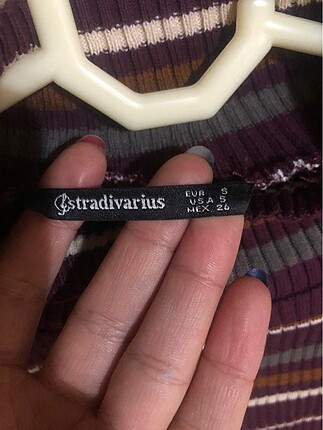 stradivarius
EUR S
USA S
MEX. 26